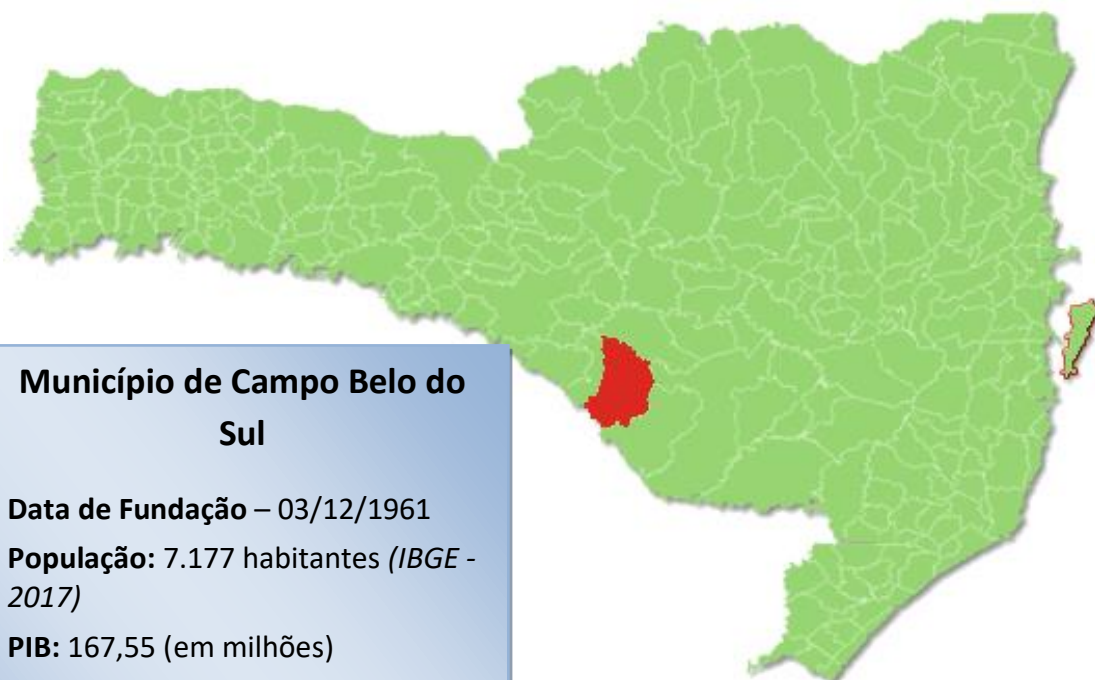 Município de Campo Belo do
Sul
Data de Fundação – 03/12/1961
População: 7.177 habitantes (IBGE -
2017)
PIB: 167,55 (em milhões)